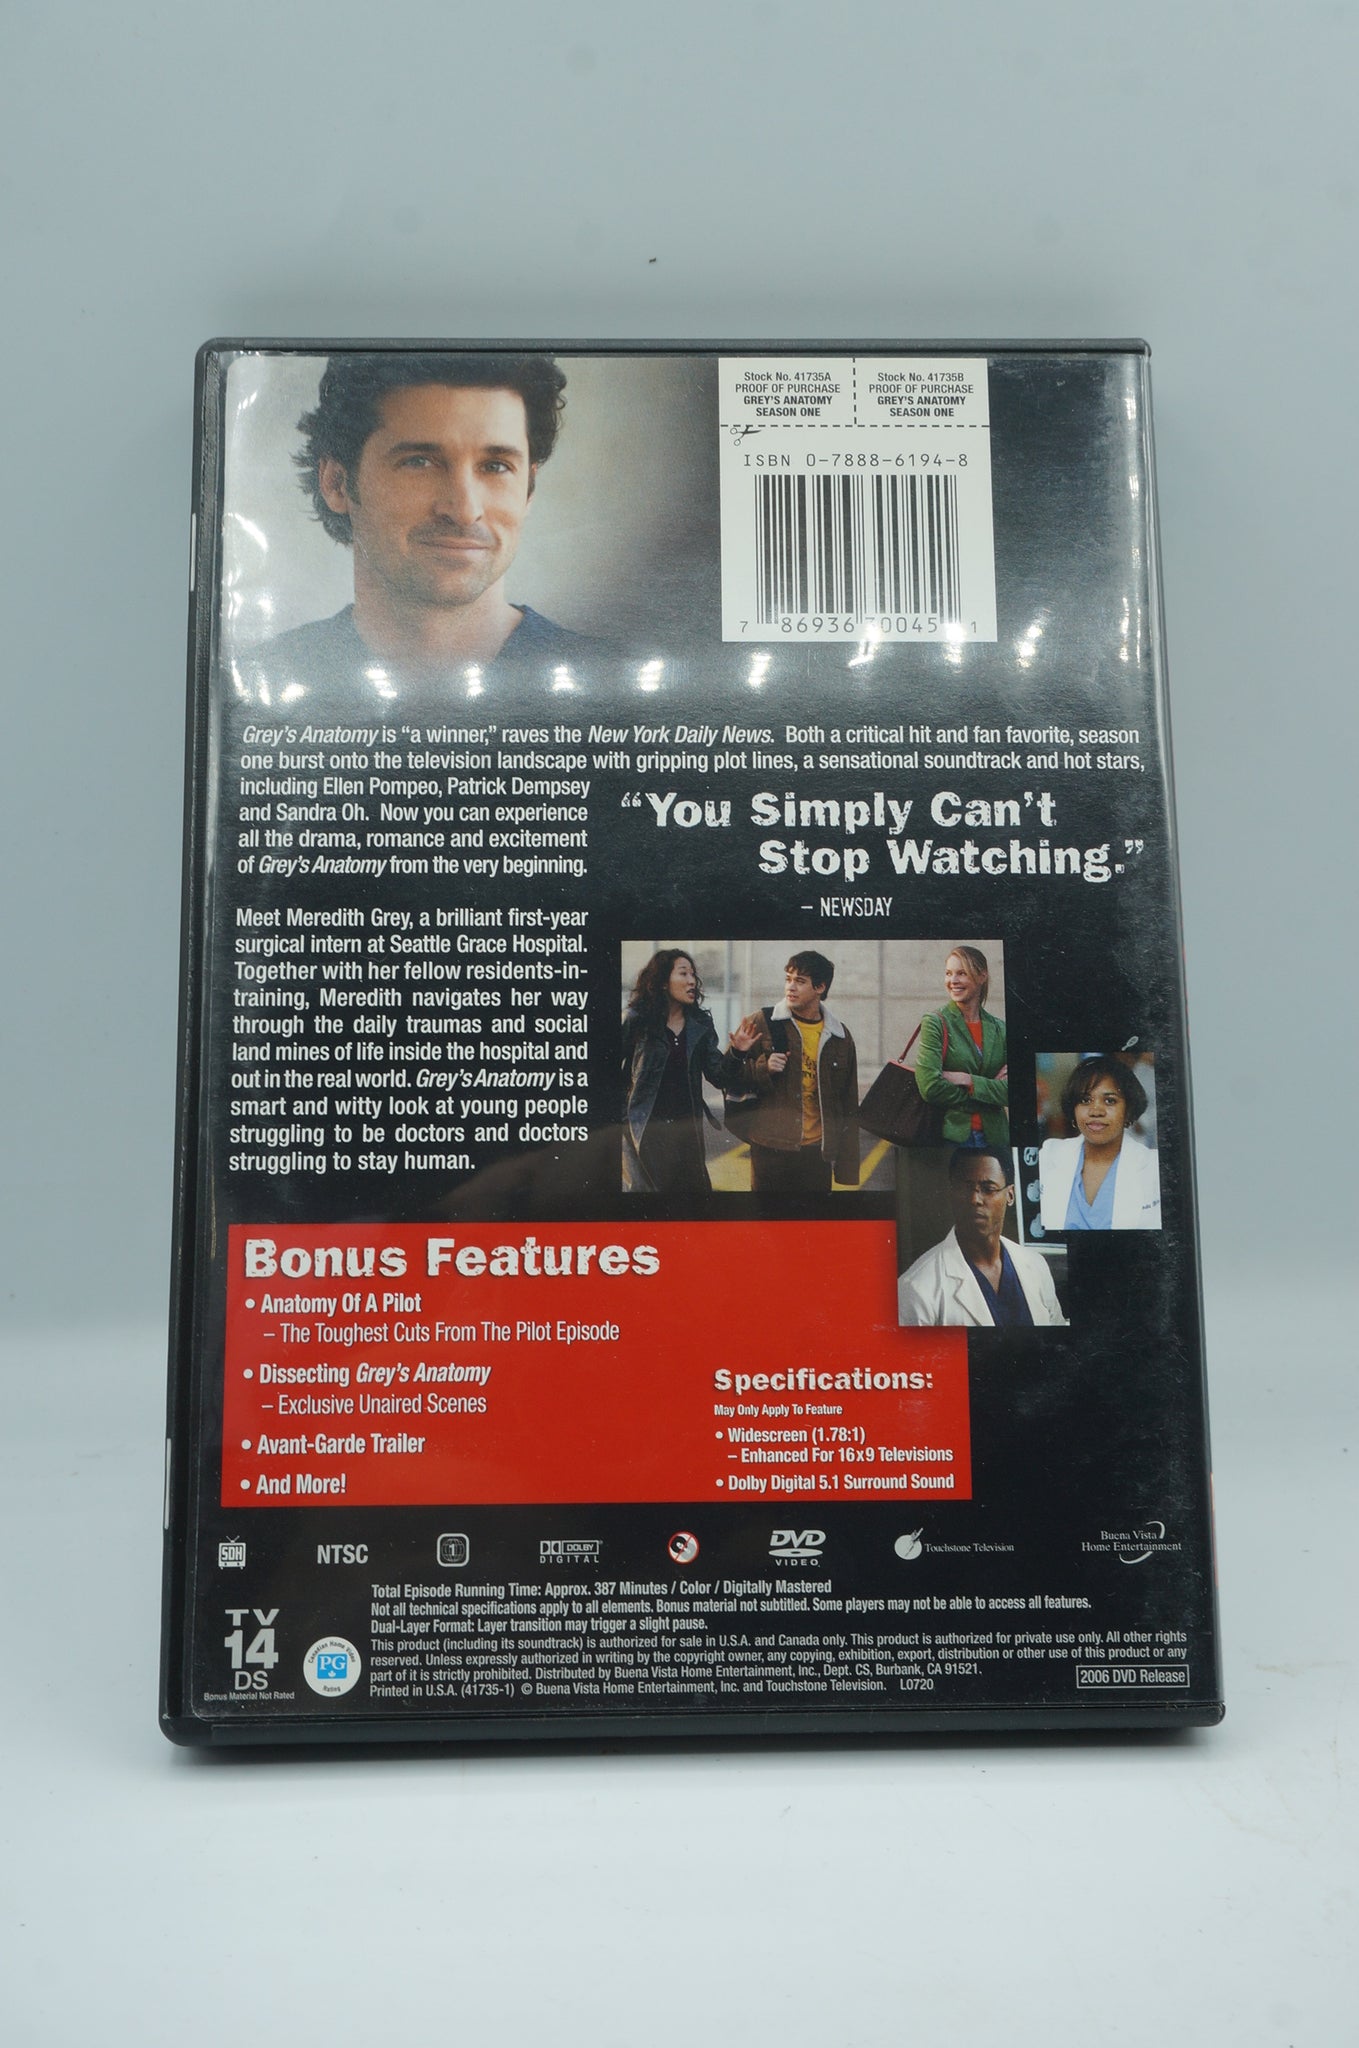 Stock No. 41735A
PROOF OF PURCHASE
GREY'S ANATOMY
SEASON ONE
Stock No. 41735B
PROOF OF PURCHASE
GREY'S ANATOMY
SEASON ONE
ISBN 0-7888-6194-8
7 86936 30045 1
Grey's Anatomy is “a winner,” raves the New York Daily News. Both a critical hit and fan favorite, season
one burst onto the television landscape with gripping plot lines, a sensational soundtrack and hot stars,
including Ellen Pompeo, Patrick Dempsey
and Sandra Oh. Now you can experience
all the drama, romance and excitement
of Grey's Anatomy from the very beginning.
“You Simply Can't
Stop Watching.”
– NEWSDAY
Meet Meredith Grey, a brilliant first-year
surgical intern at Seattle Grace Hospital.
Together with her fellow residents-in-
training, Meredith navigates her way
through the daily traumas and social
land mines of life inside the hospital and
out in the real world. Grey's Anatomy is a
smart and witty look at young people
struggling to be doctors and doctors
struggling to stay human.
Bonus Features
• Anatomy Of A Pilot
– The Toughest Cuts From The Pilot Episode
• Dissecting Grey's Anatomy
– Exclusive Unaired Scenes
• Avant-Garde Trailer
• And More!
Specifications:
May Only Apply To Feature
• Widescreen (1.78:1)
– Enhanced For 16x9 Televisions
• Dolby Digital 5.1 Surround Sound
SDH
NTSC
1
DOLBY
DIGITAL
DVD
VIDEO
Touchstone Television
Buena Vista
Home Entertainment
Total Episode Running Time: Approx. 387 Minutes / Color / Digitally Mastered
Not all technical specifications apply to all elements. Bonus material not subtitled. Some players may not be able to access all features.
Dual-Layer Format: Layer transition may trigger a slight pause.
This product (including its soundtrack) is authorized for sale in U.S.A. and Canada only. This product is authorized for private use only. All other rights
reserved. Unless expressly authorized in writing by the copyright owner, any copying, exhibition, export, distribution or other use of this product or any
part of it is strictly prohibited. Distributed by Buena Vista Home Entertainment, Inc., Dept. CS, Burbank, CA 91521.
Printed in U.S.A. (41735-1) © Buena Vista Home Entertainment, Inc. and Touchstone Television. L0720
2006 DVD Release
TV
14
DS
Bonus Material Not Rated
Canadian Home Video
PG
Rating